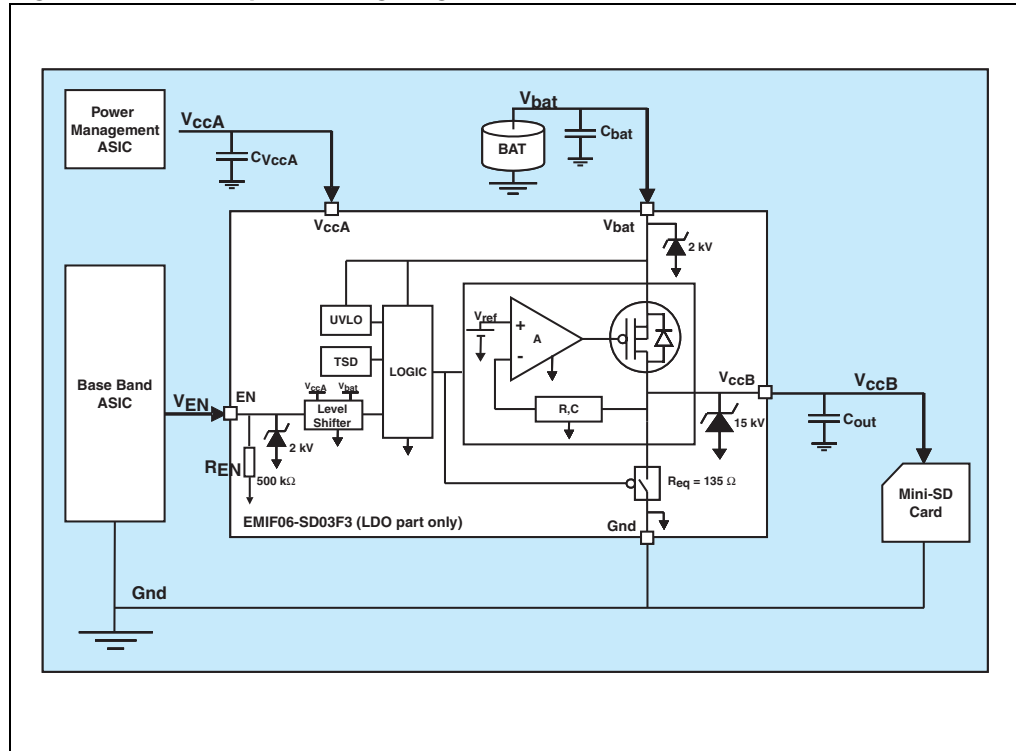 Power
Management
ASIC
VccA
CVccA
Vbat
BAT
Cbat
VccA
Vbat
2 kV
UVLO
TSD
LOGIC
Vref
+
A
-
R,C
VccB
VccB
15 kV
Cout
Base Band
ASIC
VEN
EN
VccA
Vbat
Level
Shifter
2 kV
REN
500 kΩ
Req = 135 Ω
Mini-SD
Card
EMIF06-SD03F3 (LDO part only)
Gnd
Gnd